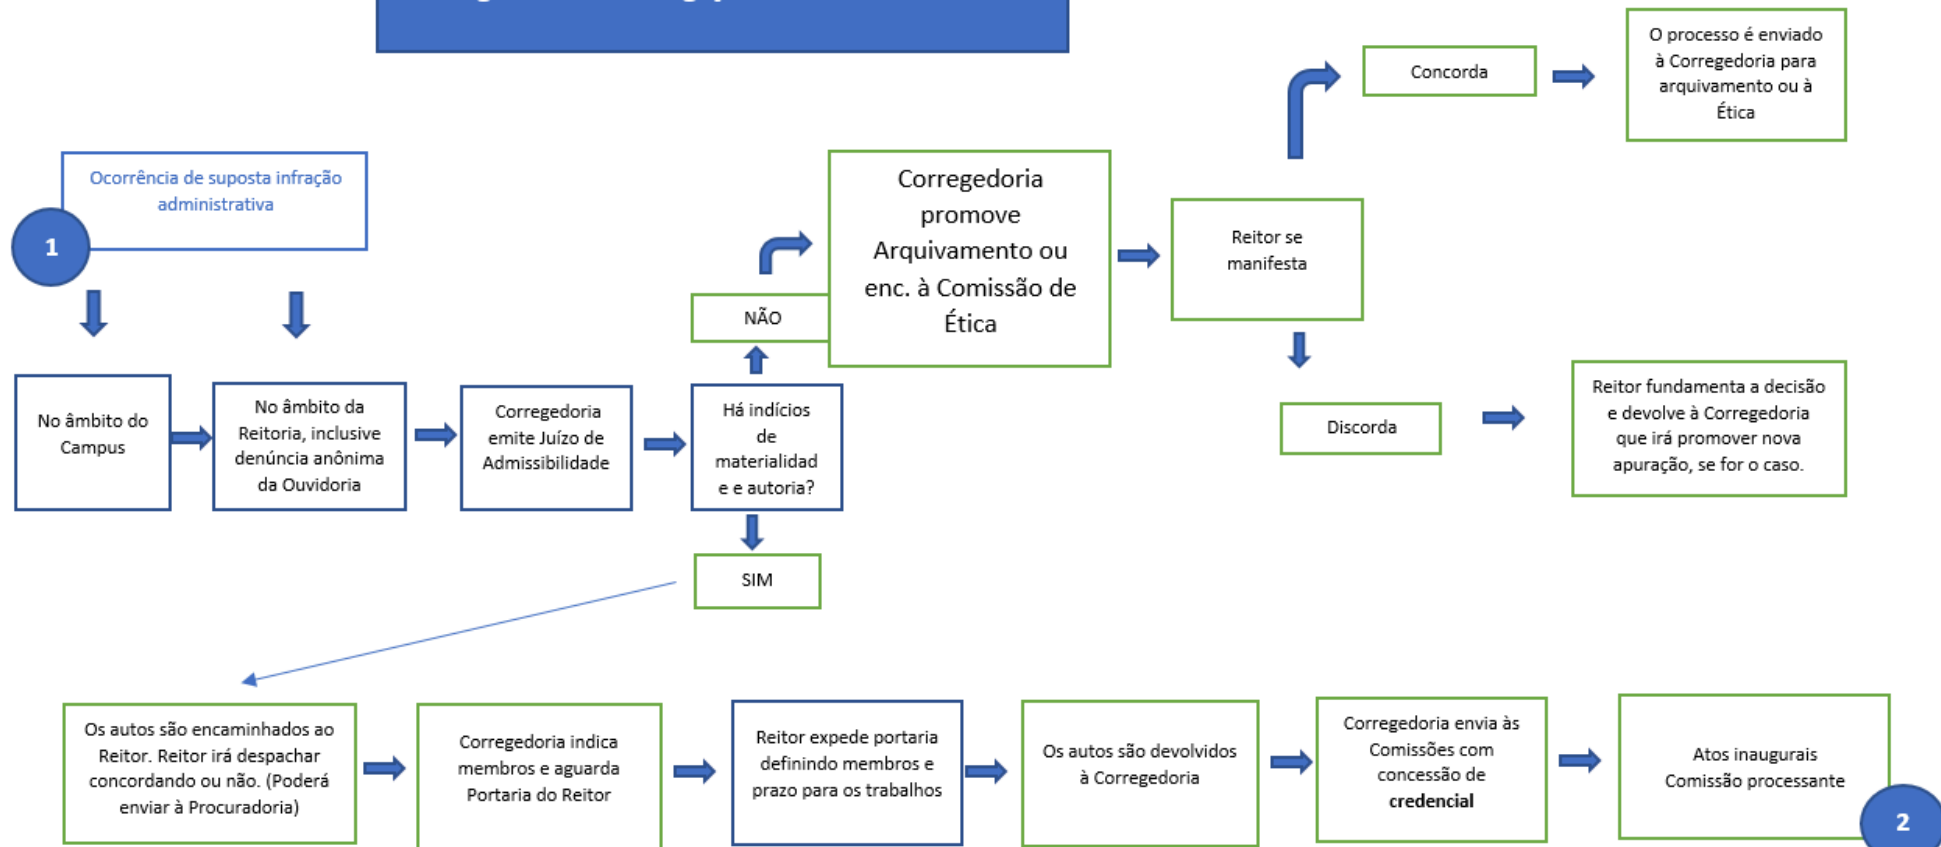 Concorda
O processo é enviado
à Corregedoria para
arquivamento ou à
Ética
Ocorrência de suposta infração
administrativa
1
Corregedoria
promove
Arquivamento ou
enc. à Comissão de
Ética
Reitor se
manifesta
NÃO
No âmbito do
Campus
No âmbito da
Reitoria, inclusive
denúncia anônima
da Ouvidoria
Corregedoria
emite Juízo de
Admissibilidade
Há indícios
de
materialidad
e e autoria?
Discorda
Reitor fundamenta a decisão
e devolve à Corregedoria
que irá promover nova
apuração, se for o caso.
SIM
Os autos são encaminhados ao
Reitor. Reitor irá despachar
concordando ou não. (Poderá
enviar à Procuradoria)
Corregedoria indica
membros e aguarda
Portaria do Reitor
Reitor expede portaria
definindo membros e
prazo para os trabalhos
Os autos são devolvidos
à Corregedoria
Corregedoria envia às
Comissões com
concessão de
credencial
Atos inaugurais
Comissão processante
2